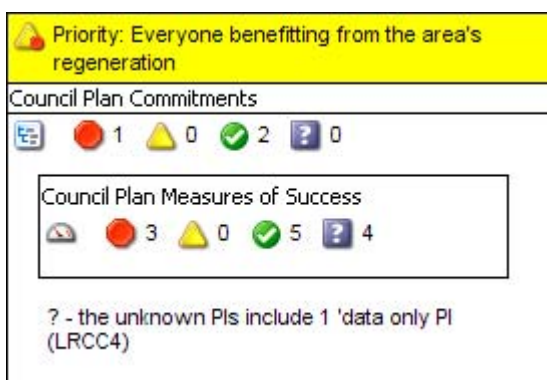 Priority: Everyone benefitting from the area's
regeneration
Council Plan Commitments
1 0 2 ? 0
Council Plan Measures of Success
3 0 5 ? 4
? - the unknown PIs include 1 'data only PI
(LRCC4)